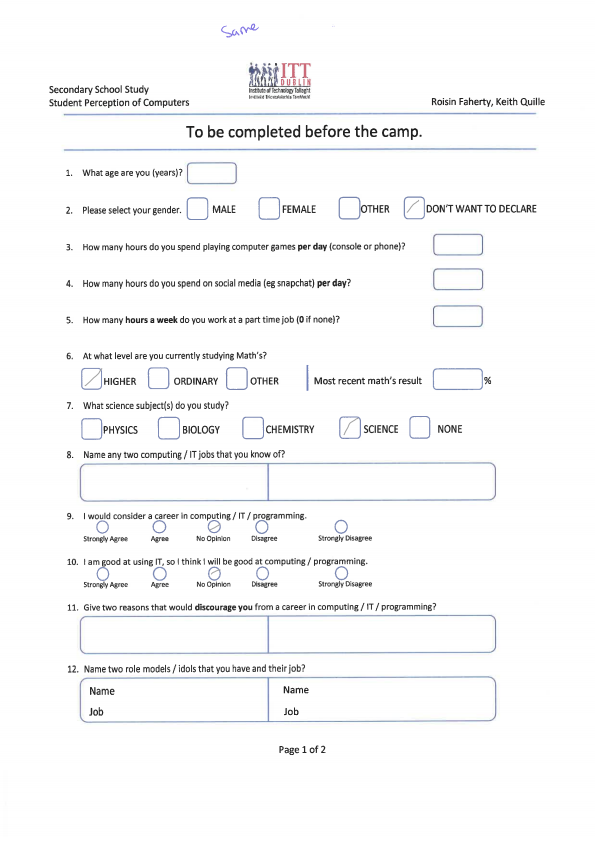 Same
ITT
DUBLIN
Institute of Technology Tallaght
Secondary School Study
Student Perception of Computers
Roisin Faherty, Keith Quille
To be completed before the camp.
1. What age are you (years)?
2. Please select your gender. MALE FEMALE OTHER DON'T WANT TO DECLARE
3. How many hours do you spend playing computer games per day (console or phone)?
4. How many hours do you spend on social media (eg snapchat) per day?
5. How many hours a week do you work at a part time job (0 if none)?
6. At what level are you currently studying Math's?
HIGHER ORDINARY OTHER Most recent math's result %
7. What science subject(s) do you study?
PHYSICS BIOLOGY CHEMISTRY SCIENCE NONE
8. Name any two computing / IT jobs that you know of?
9. I would consider a career in computing / IT / programming.
Strongly Agree Agree No Opinion Disagree Strongly Disagree
10. I am good at using IT, so I think I will be good at computing / programming.
Strongly Agree Agree No Opinion Disagree Strongly Disagree
11. Give two reasons that would discourage you from a career in computing / IT / programming?
12. Name two role models / idols that you have and their job?
Name Name
Job Job
Page 1 of 2